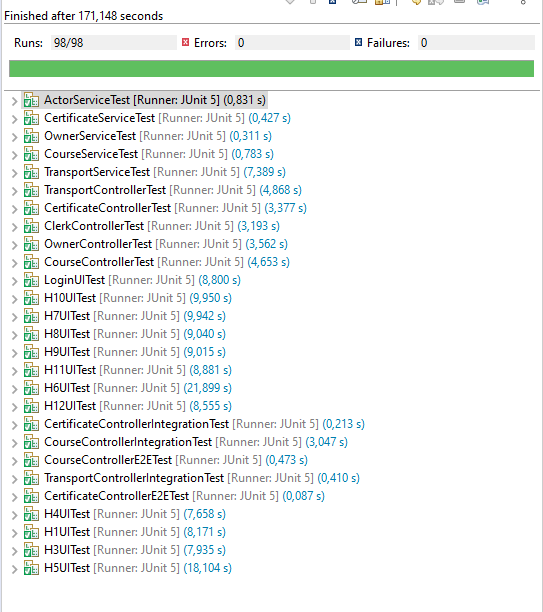 Finished after 171,148 seconds
Runs: 98/98 Errors: 0 Failures: 0
ActorServiceTest [Runner: JUnit 5] (0,831 s)
CertificateServiceTest [Runner: JUnit 5] (0,427 s)
OwnerServiceTest [Runner: JUnit 5] (0,311 s)
CourseServiceTest [Runner: JUnit 5] (0,783 s)
TransportServiceTest [Runner: JUnit 5] (7,389 s)
TransportControllerTest [Runner: JUnit 5] (4,868 s)
CertificateControllerTest [Runner: JUnit 5] (3,377 s)
ClerkControllerTest [Runner: JUnit 5] (3,193 s)
OwnerControllerTest [Runner: JUnit 5] (3,562 s)
CourseControllerTest [Runner: JUnit 5] (4,653 s)
LoginUITest [Runner: JUnit 5] (8,800 s)
H10UITest [Runner: JUnit 5] (9,950 s)
H7UITest [Runner: JUnit 5] (9,942 s)
H8UITest [Runner: JUnit 5] (9,040 s)
H9UITest [Runner: JUnit 5] (9,015 s)
H11UITest [Runner: JUnit 5] (8,881 s)
H6UITest [Runner: JUnit 5] (21,899 s)
H12UITest [Runner: JUnit 5] (8,555 s)
CertificateControllerIntegrationTest [Runner: JUnit 5] (0,213 s)
CourseControllerIntegrationTest [Runner: JUnit 5] (3,047 s)
CourseControllerE2ETest [Runner: JUnit 5] (0,473 s)
TransportControllerIntegrationTest [Runner: JUnit 5] (0,410 s)
CertificateControllerE2ETest [Runner: JUnit 5] (0,087 s)
H4UITest [Runner: JUnit 5] (7,658 s)
H1UITest [Runner: JUnit 5] (8,171 s)
H3UITest [Runner: JUnit 5] (7,935 s)
H5UITest [Runner: JUnit 5] (18,104 s)